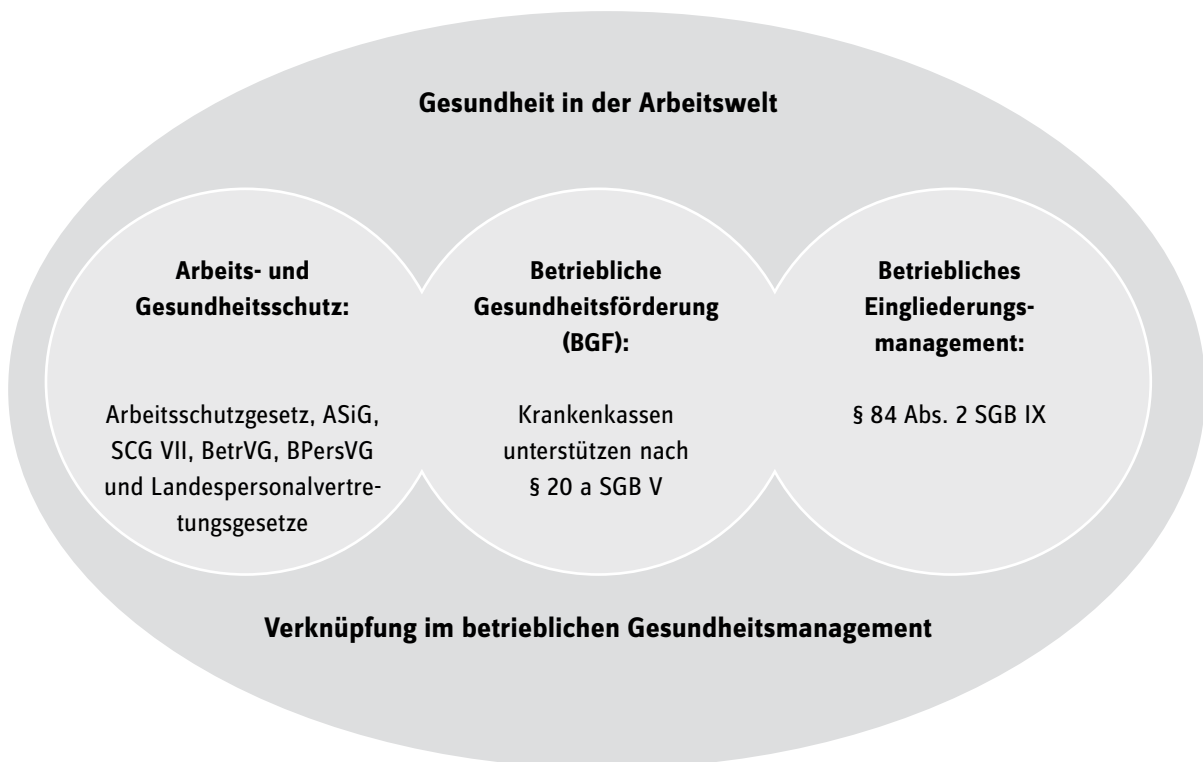 Gesundheit in der Arbeitswelt
Arbeits- und
Gesundheitsschutz:
Arbeitsschutzgesetz, ASiG,
SCG VII, BetrVG, BPersVG
und Landespersonalvertre-
tungsgesetze
Betriebliche
Gesundheitsförderung
(BGF):
Krankenkassen
unterstützen nach
§ 20 a SGB V
Betriebliches
Eingliederungs-
management:
§ 84 Abs. 2 SGB IX
Verknüpfung im betrieblichen Gesundheitsmanagement